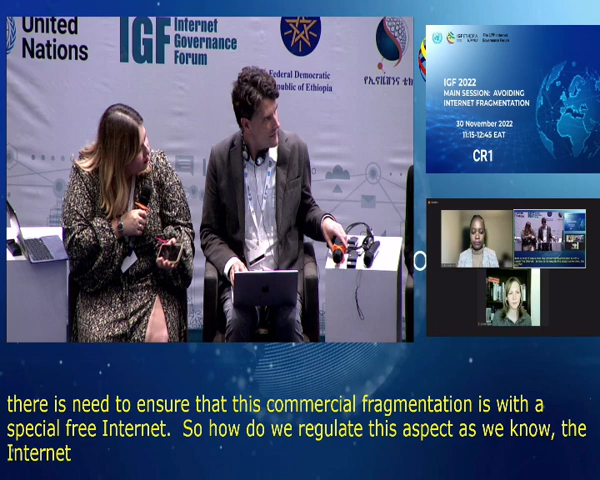 United
Nations
IGF
Internet
Governance
Forum
Federal Democratic
Republic of Ethiopia
IGF 2022
MAIN SESSION: AVOIDING
INTERNET FRAGMENTATION
30 November 2022
11:15-12:45 EAT
CR1
there is need to ensure that this commercial fragmentation is with a
special free Internet.  So how do we regulate this aspect as we know, the
Internet